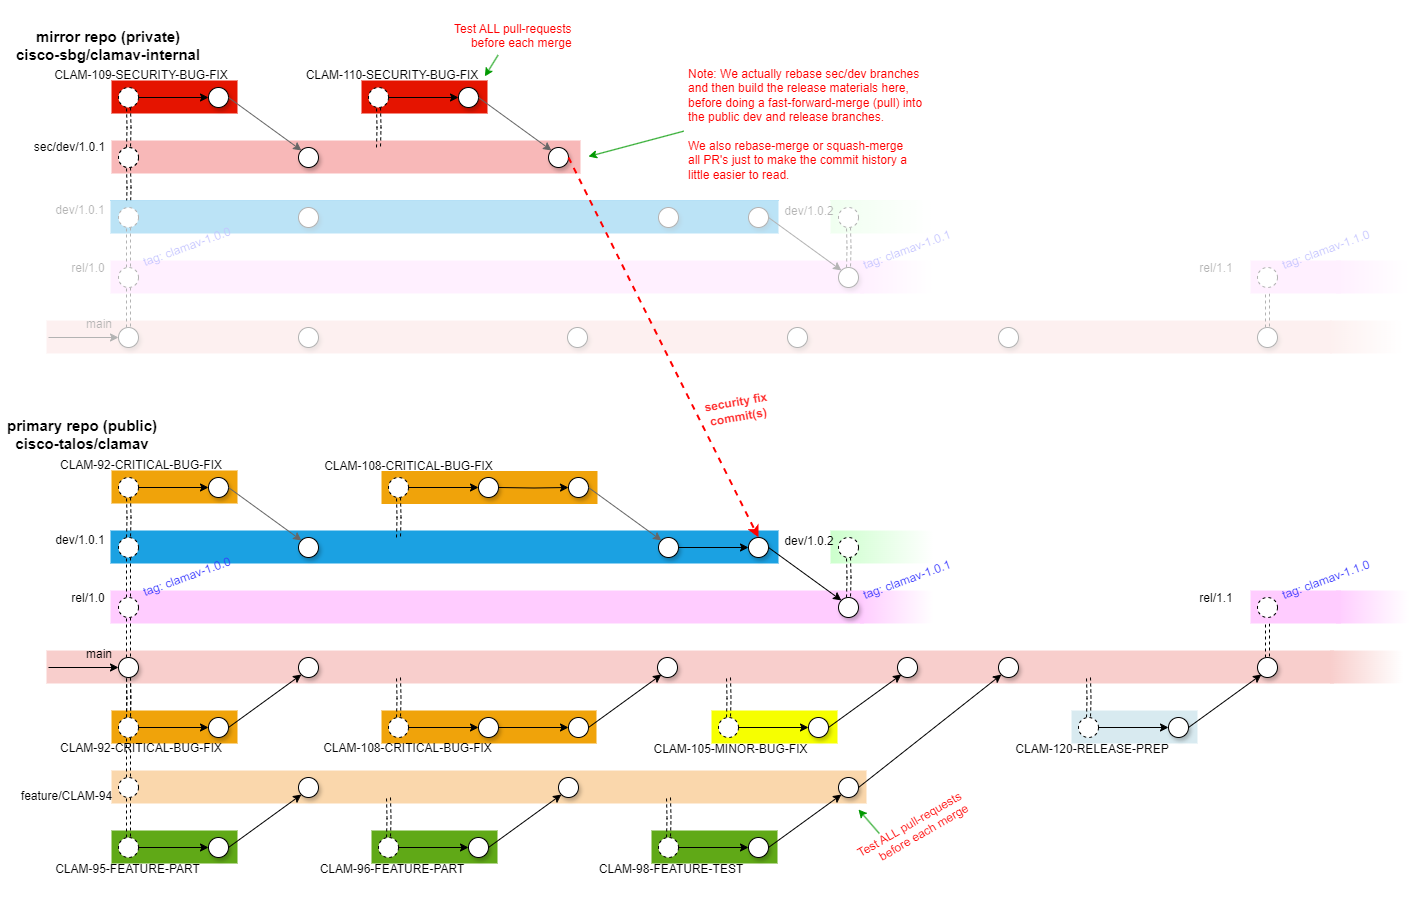 mirror repo (private)
cisco-sbg/clamav-internal
Test ALL pull-requests
before each merge
CLAM-109-SECURITY-BUG-FIX
CLAM-110-SECURITY-BUG-FIX
Note: We actually rebase sec/dev branches
and then build the release materials here,
before doing a fast-forward-merge (pull) into
the public dev and release branches.
We also rebase-merge or squash-merge
all PR's just to make the commit history a
little easier to read.
sec/dev/1.0.1
dev/1.0.1
dev/1.0.2
tag: clamav-1.0.0
tag: clamav-1.0.1
tag: clamav-1.1.0
rel/1.0
rel/1.1
main
security fix
commit(s)
primary repo (public)
cisco-talos/clamav
CLAM-92-CRITICAL-BUG-FIX
CLAM-108-CRITICAL-BUG-FIX
dev/1.0.1
dev/1.0.2
tag: clamav-1.0.0
tag: clamav-1.0.1
tag: clamav-1.1.0
rel/1.0
rel/1.1
main
CLAM-92-CRITICAL-BUG-FIX
CLAM-108-CRITICAL-BUG-FIX
CLAM-105-MINOR-BUG-FIX
CLAM-120-RELEASE-PREP
feature/CLAM-94
Test ALL pull-requests
before each merge
CLAM-95-FEATURE-PART
CLAM-96-FEATURE-PART
CLAM-98-FEATURE-TEST